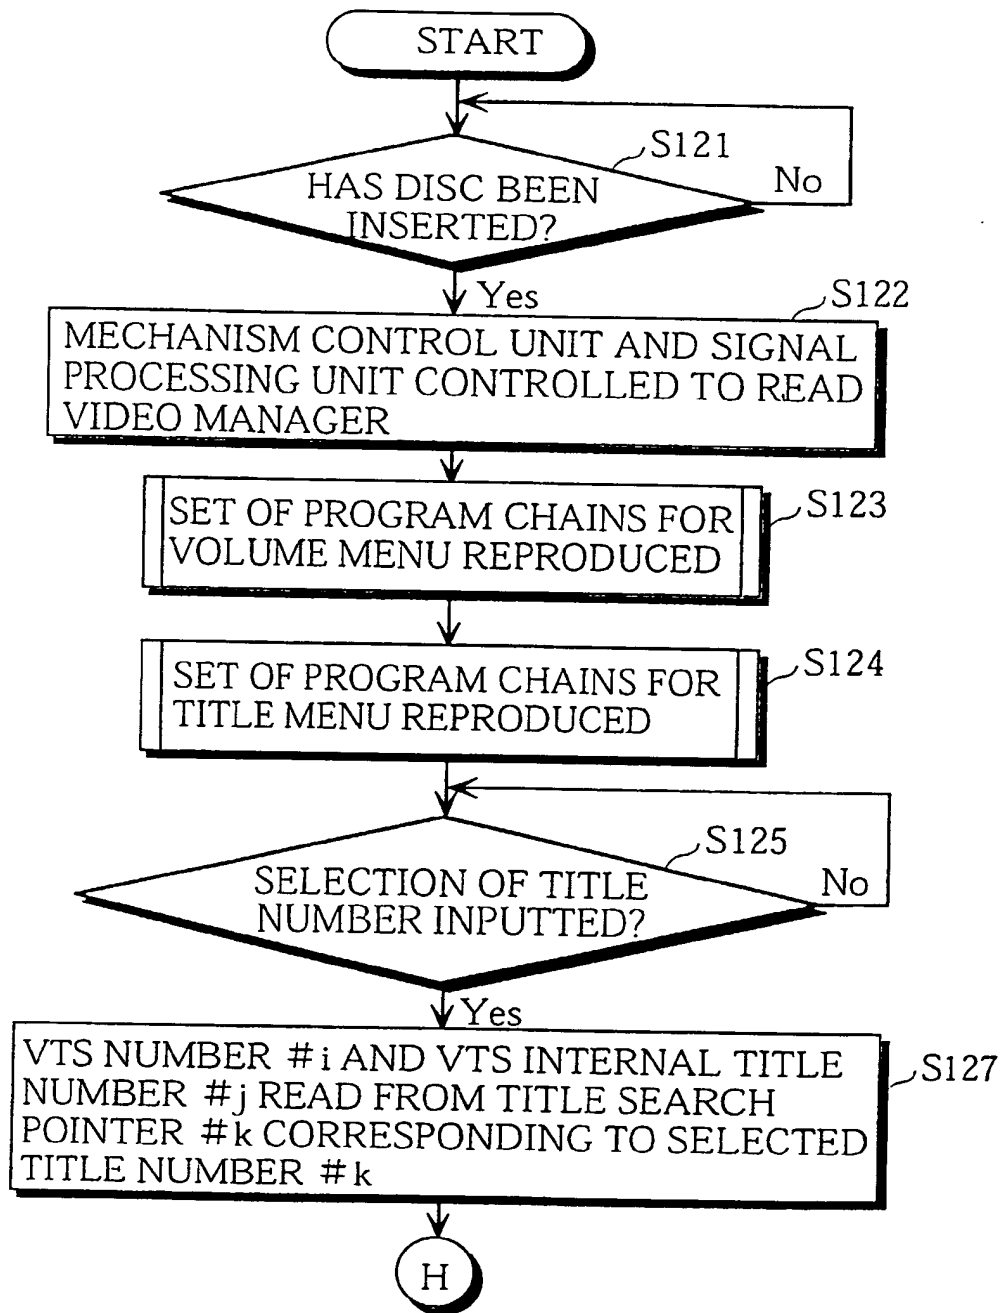 START
S121
HAS DISC BEEN
INSERTED?
No
Yes
S122
MECHANISM CONTROL UNIT AND SIGNAL
PROCESSING UNIT CONTROLLED TO READ
VIDEO MANAGER
S123
SET OF PROGRAM CHAINS FOR
VOLUME MENU REPRODUCED
S124
SET OF PROGRAM CHAINS FOR
TITLE MENU REPRODUCED
S125
SELECTION OF TITLE
NUMBER INPUTTED?
No
Yes
S127
VTS NUMBER #i AND VTS INTERNAL TITLE
NUMBER #j READ FROM TITLE SEARCH
POINTER #k CORRESPONDING TO SELECTED
TITLE NUMBER #k
H